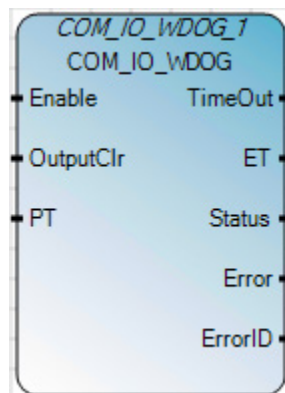 COM_IO_WDOG_1
COM_IO_WDOG
Enable TimeOut
OutputClr ET
PT Status
Error
ErrorID